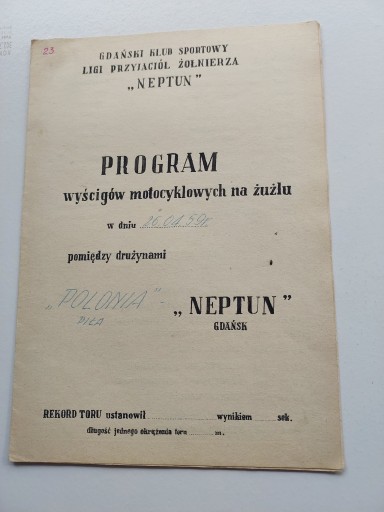 23
GDAŃSKI KLUB SPORTOWY
LIGI PRZYJACIÓŁ ŻOŁNIERZA
„NEPTUN"
PROGRAM
wyścigów motocyklowych na żużlu
w dniu 26.04.59r.
pomiędzy drużynami
„POLONIA" - „NEPTUN"
PIŁA GDAŃSK
REKORD TORU ustanowił ........ wynikiem ........ sek.
długość jednego okrążenia toru ........ m.